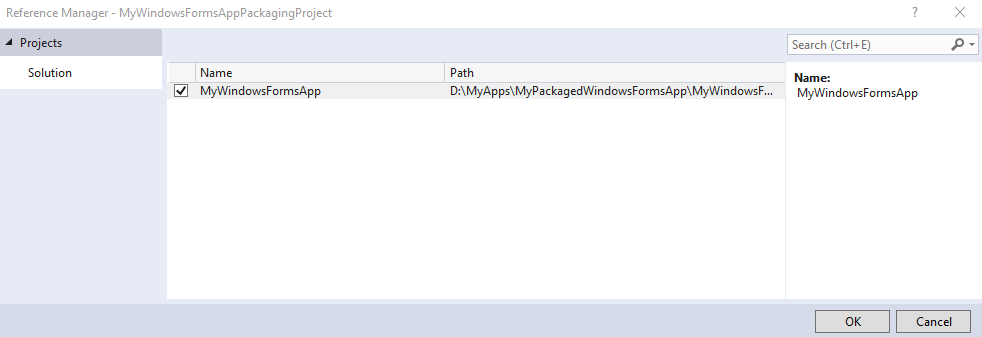 Reference Manager - MyWindowsFormsAppPackagingProject ?
Projects
Solution
Search (Ctrl+E)
Name Path
MyWindowsFormsApp D:\MyApps\MyPackagedWindowsFormsApp\MyWindowsF...
Name:
MyWindowsFormsApp
OK Cancel